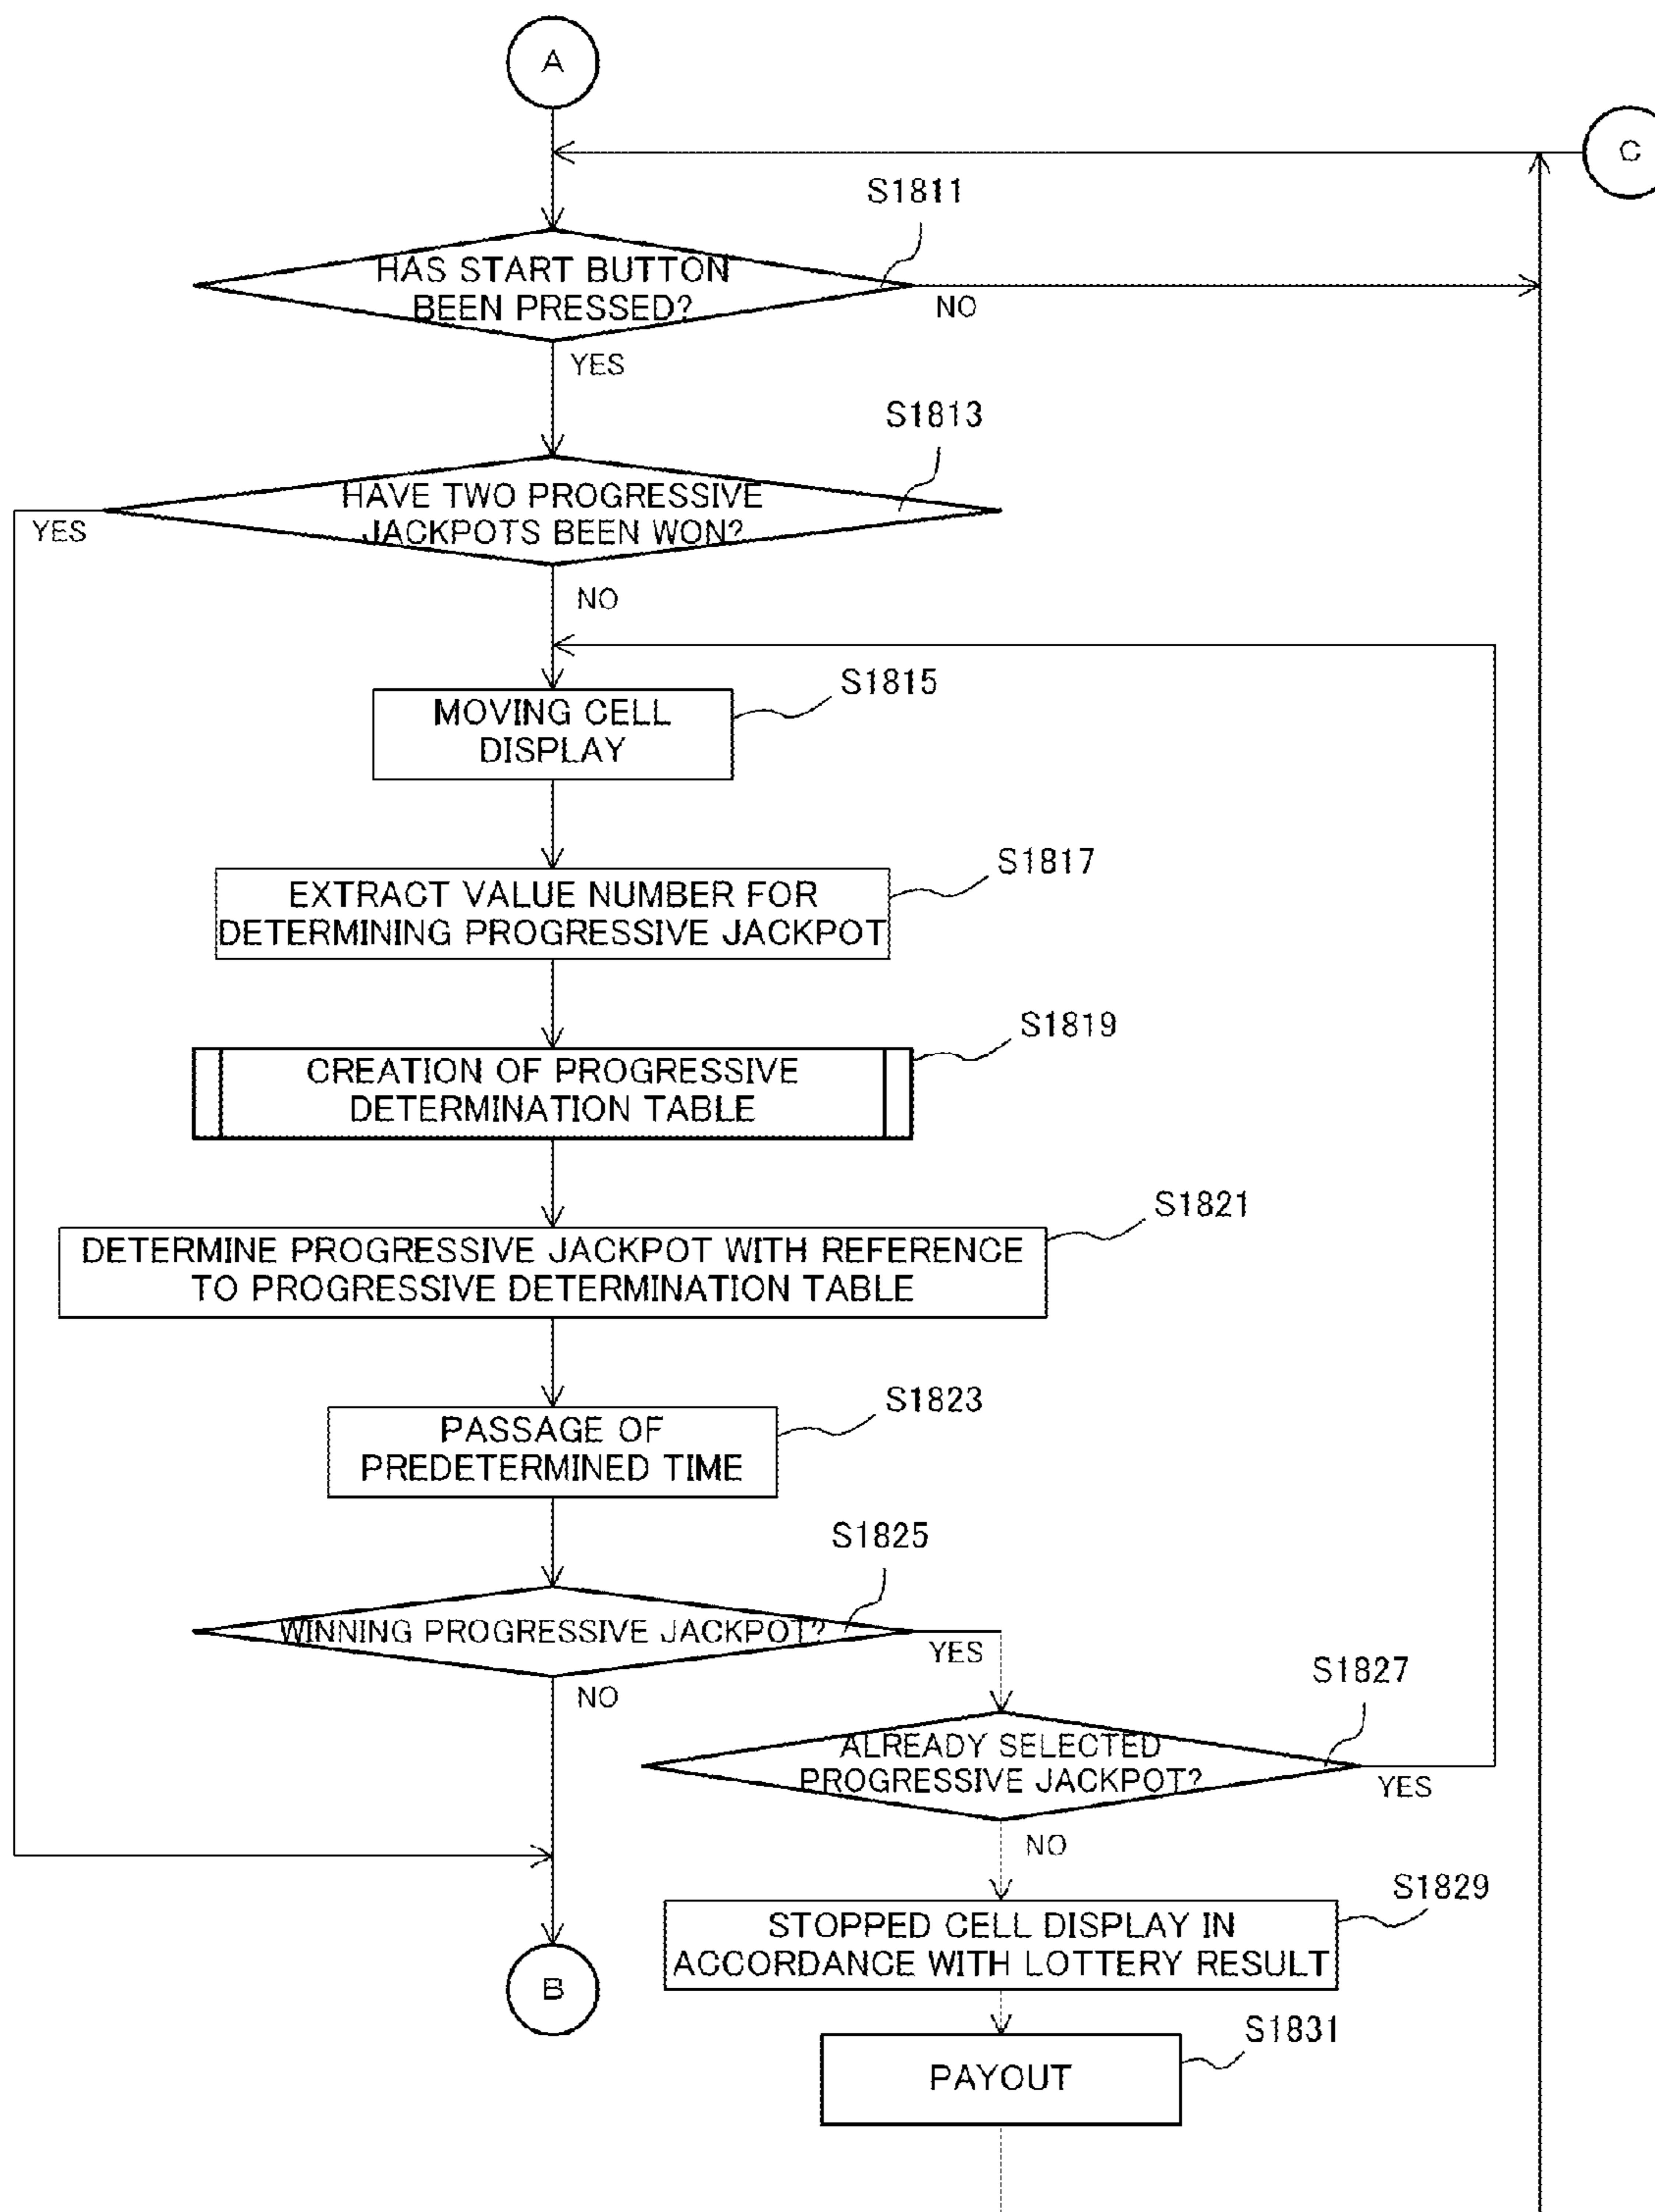 A
C
S1811
HAS START BUTTON
BEEN PRESSED?
NO
YES
S1813
HAVE TWO PROGRESSIVE
JACKPOTS BEEN WON?
YES
NO
S1815
MOVING CELL
DISPLAY
S1817
EXTRACT VALUE NUMBER FOR
DETERMINING PROGRESSIVE JACKPOT
S1819
CREATION OF PROGRESSIVE
DETERMINATION TABLE
S1821
DETERMINE PROGRESSIVE JACKPOT WITH REFERENCE
TO PROGRESSIVE DETERMINATION TABLE
S1823
PASSAGE OF
PREDETERMINED TIME
S1825
WINNING PROGRESSIVE JACKPOT?
YES
NO
S1827
ALREADY SELECTED
PROGRESSIVE JACKPOT?
YES
NO
S1829
STOPPED CELL DISPLAY IN
ACCORDANCE WITH LOTTERY RESULT
B
S1831
PAYOUT